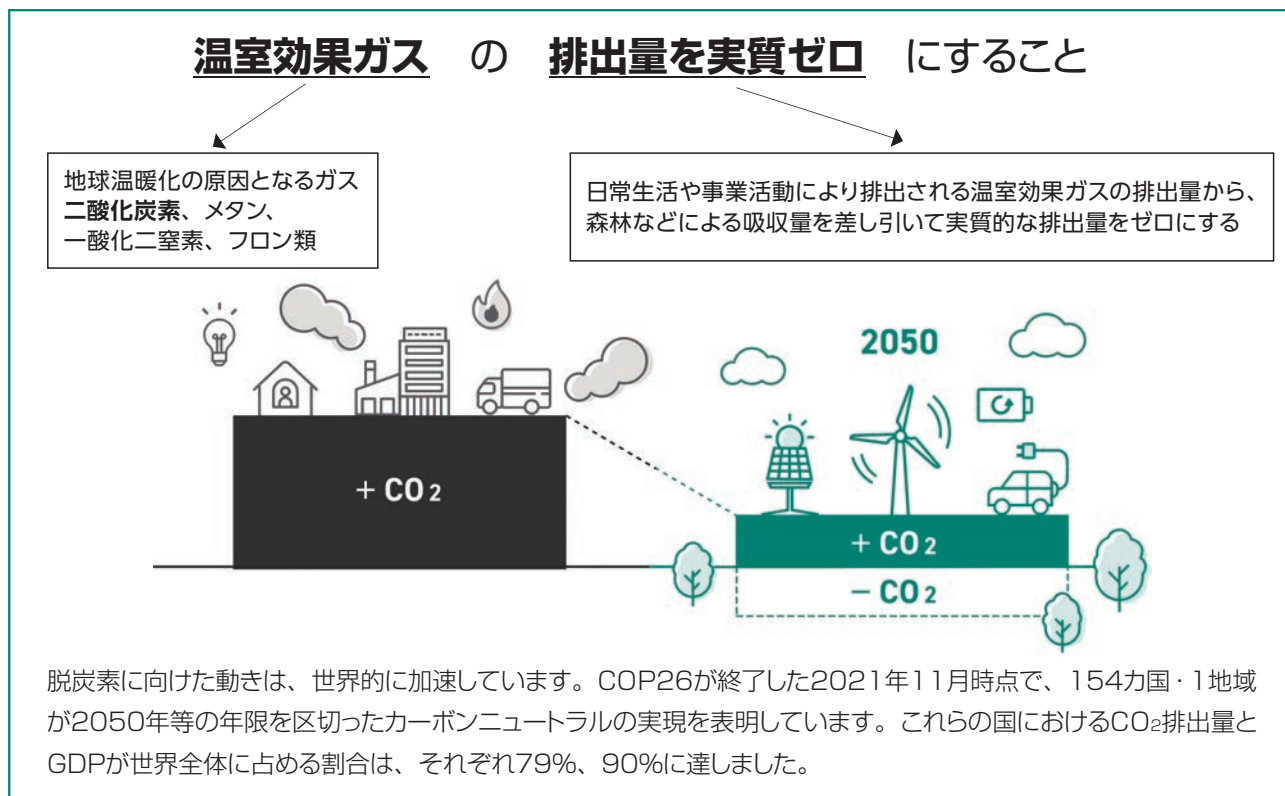 温室効果ガス の 排出量を実質ゼロ にすること
地球温暖化の原因となるガス
二酸化炭素、メタン、
一酸化二窒素、フロン類
日常生活や事業活動により排出される温室効果ガスの排出量から、
森林などによる吸収量を差し引いて実質的な排出量をゼロにする
2050
+ CO2
+ CO2
− CO2
脱炭素に向けた動きは、世界的に加速しています。COP26が終了した2021年11月時点で、154カ国・1地域
が2050年等の年限を区切ったカーボンニュートラルの実現を表明しています。これらの国におけるCO2排出量と
GDPが世界全体に占める割合は、それぞれ79%、90%に達しました。